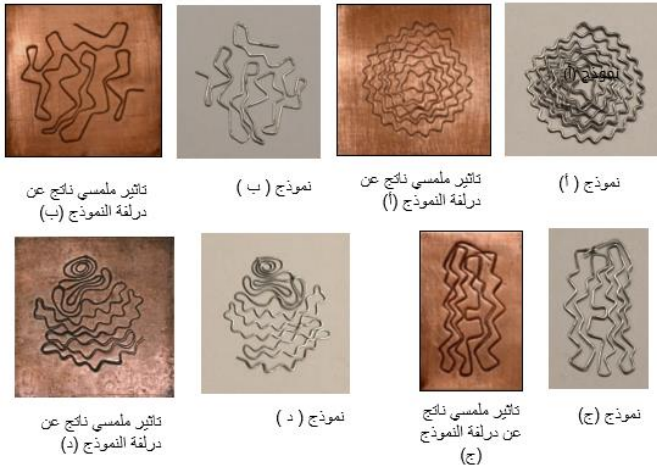 نموذج (أ)
نموذج (أ)
تاثير ملمسي ناتج عن
درلفة النموذج (أ)
نموذج ( ب )
تاثير ملمسي ناتج عن
درلفة النموذج (ب)
نموذج (ج)
تاثير ملمسي ناتج
عن درلفة النموذج
(ج)
نموذج ( د )
تاثير ملمسي ناتج عن
درلفة النموذج (د)